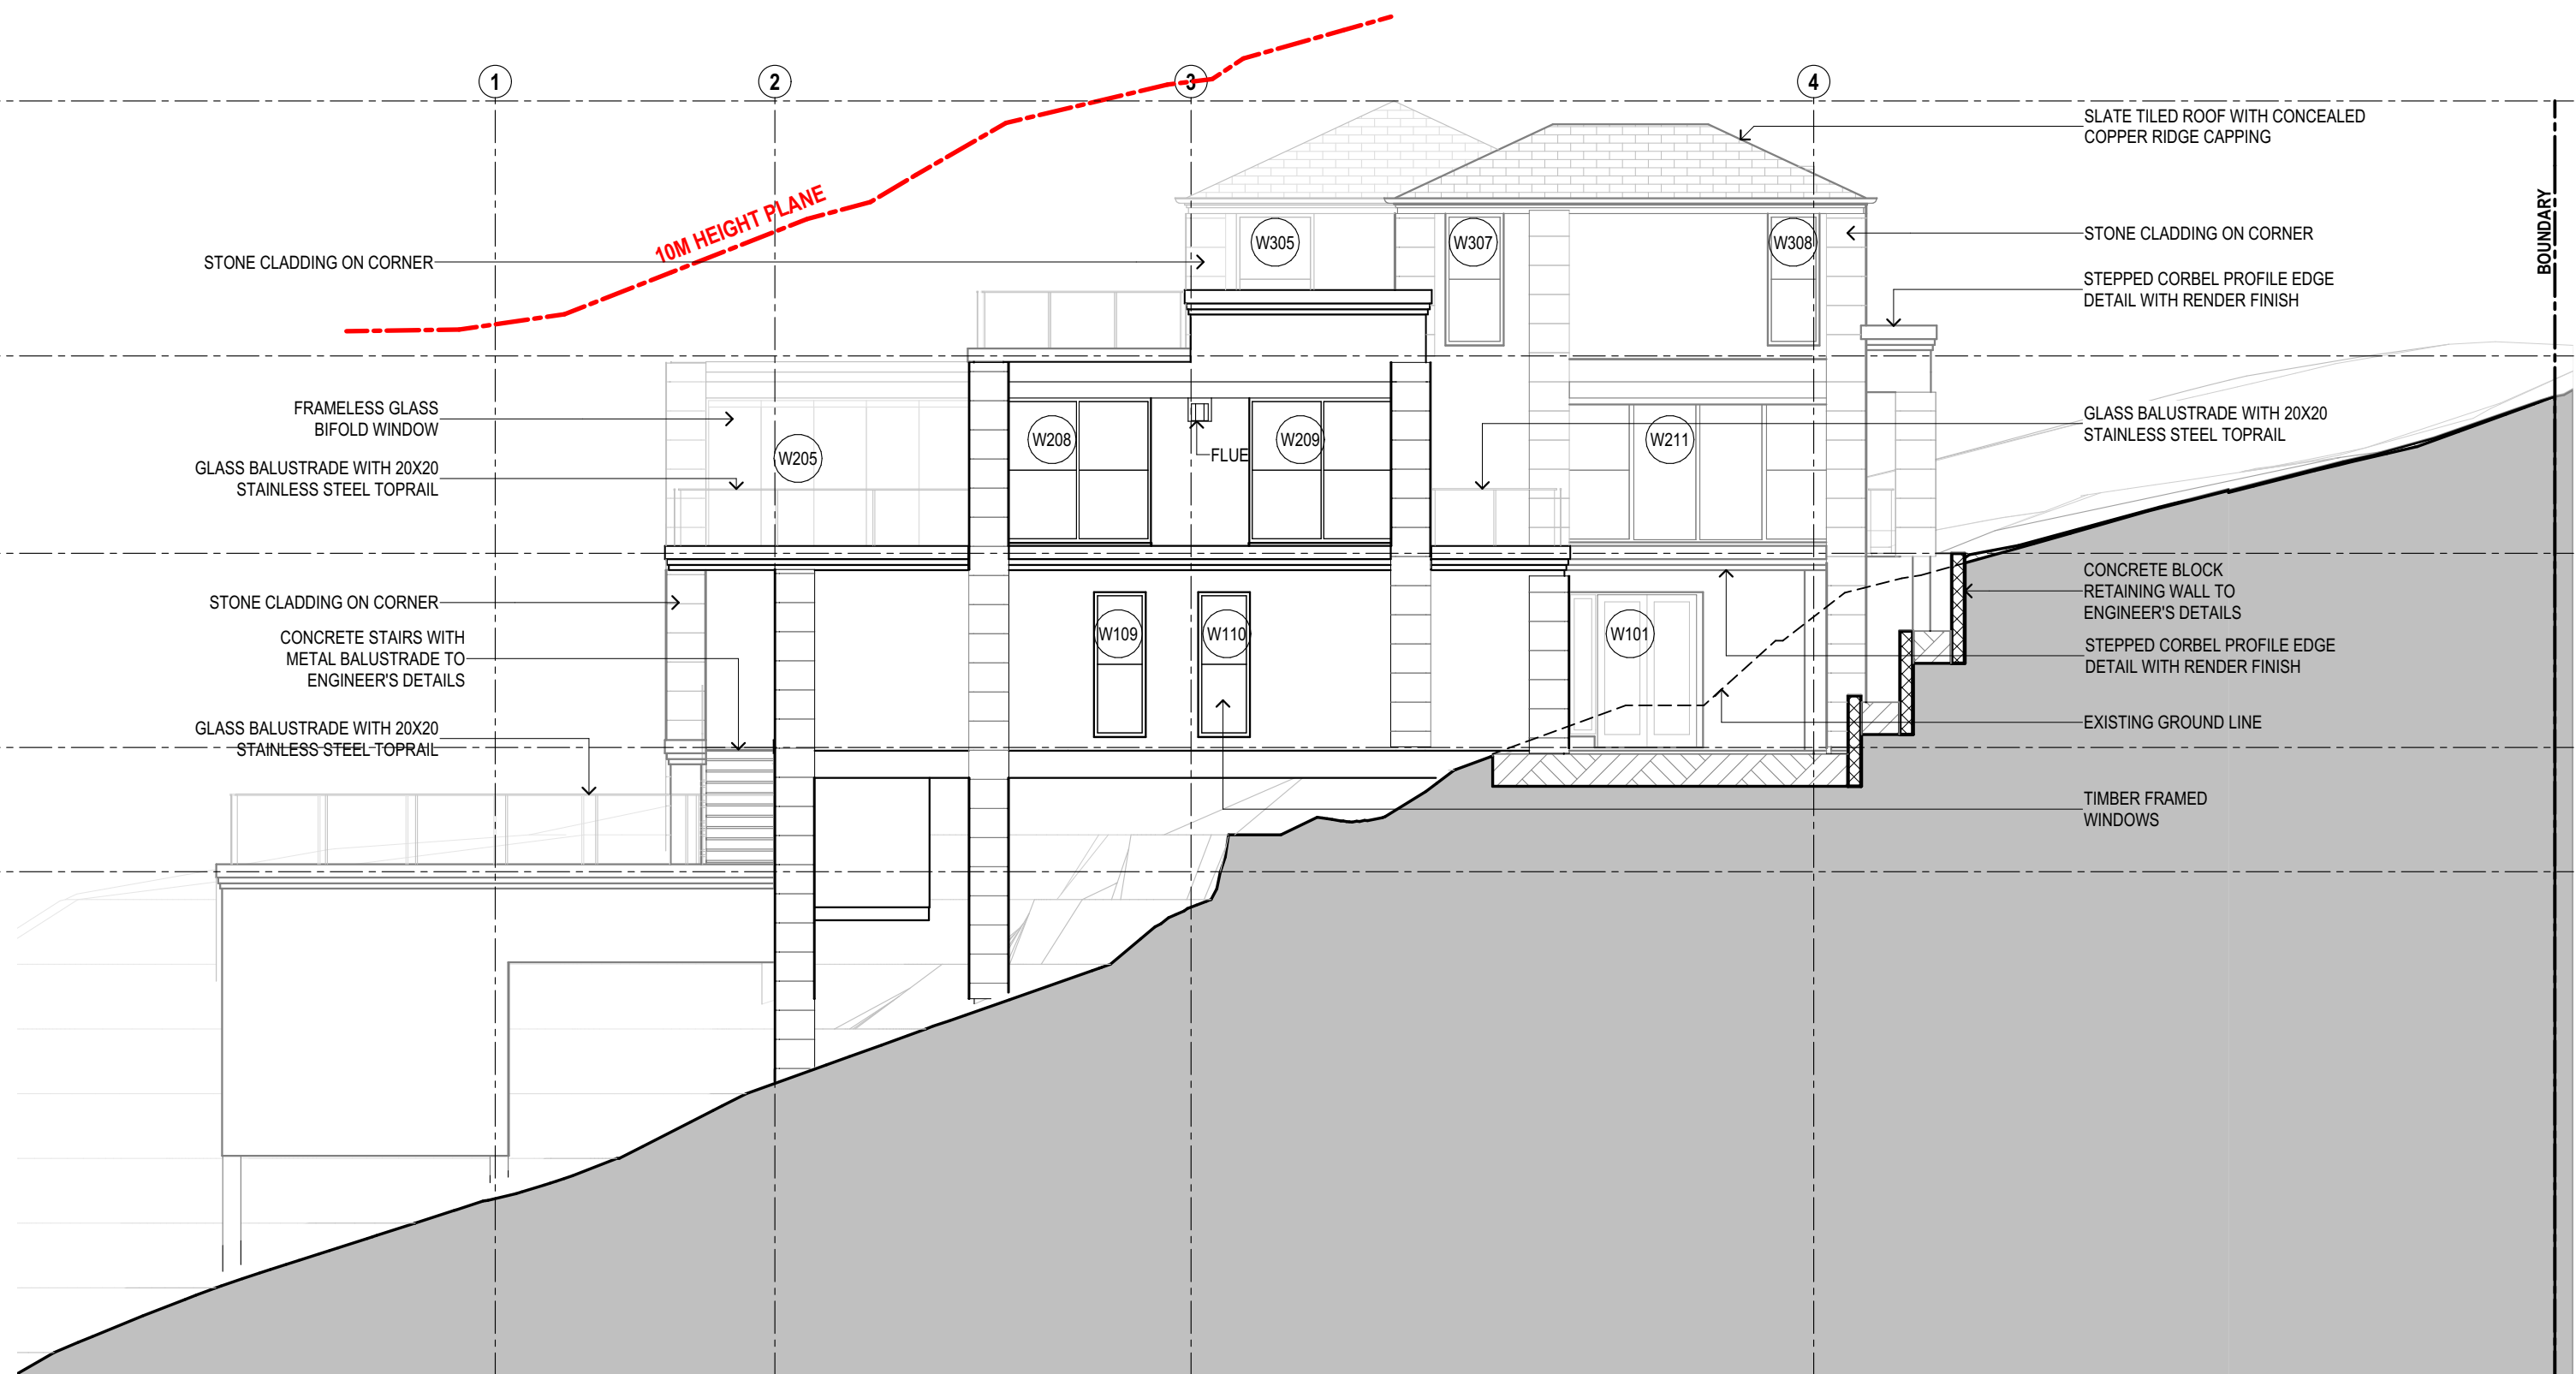 1
2
3
4
10M HEIGHT PLANE
SLATE TILED ROOF WITH CONCEALED
COPPER RIDGE CAPPING
BOUNDARY
STONE CLADDING ON CORNER
W305
W307
W308
STONE CLADDING ON CORNER
STEPPED CORBEL PROFILE EDGE
DETAIL WITH RENDER FINISH
FRAMELESS GLASS
BIFOLD WINDOW
W205
W208
FLUE
W209
W211
GLASS BALUSTRADE WITH 20X20
STAINLESS STEEL TOPRAIL
GLASS BALUSTRADE WITH 20X20
STAINLESS STEEL TOPRAIL
STONE CLADDING ON CORNER
CONCRETE BLOCK
RETAINING WALL TO
ENGINEER'S DETAILS
CONCRETE STAIRS WITH
METAL BALUSTRADE TO
ENGINEER'S DETAILS
W109
W110
W101
STEPPED CORBEL PROFILE EDGE
DETAIL WITH RENDER FINISH
GLASS BALUSTRADE WITH 20X20
STAINLESS STEEL TOPRAIL
EXISTING GROUND LINE
TIMBER FRAMED
WINDOWS